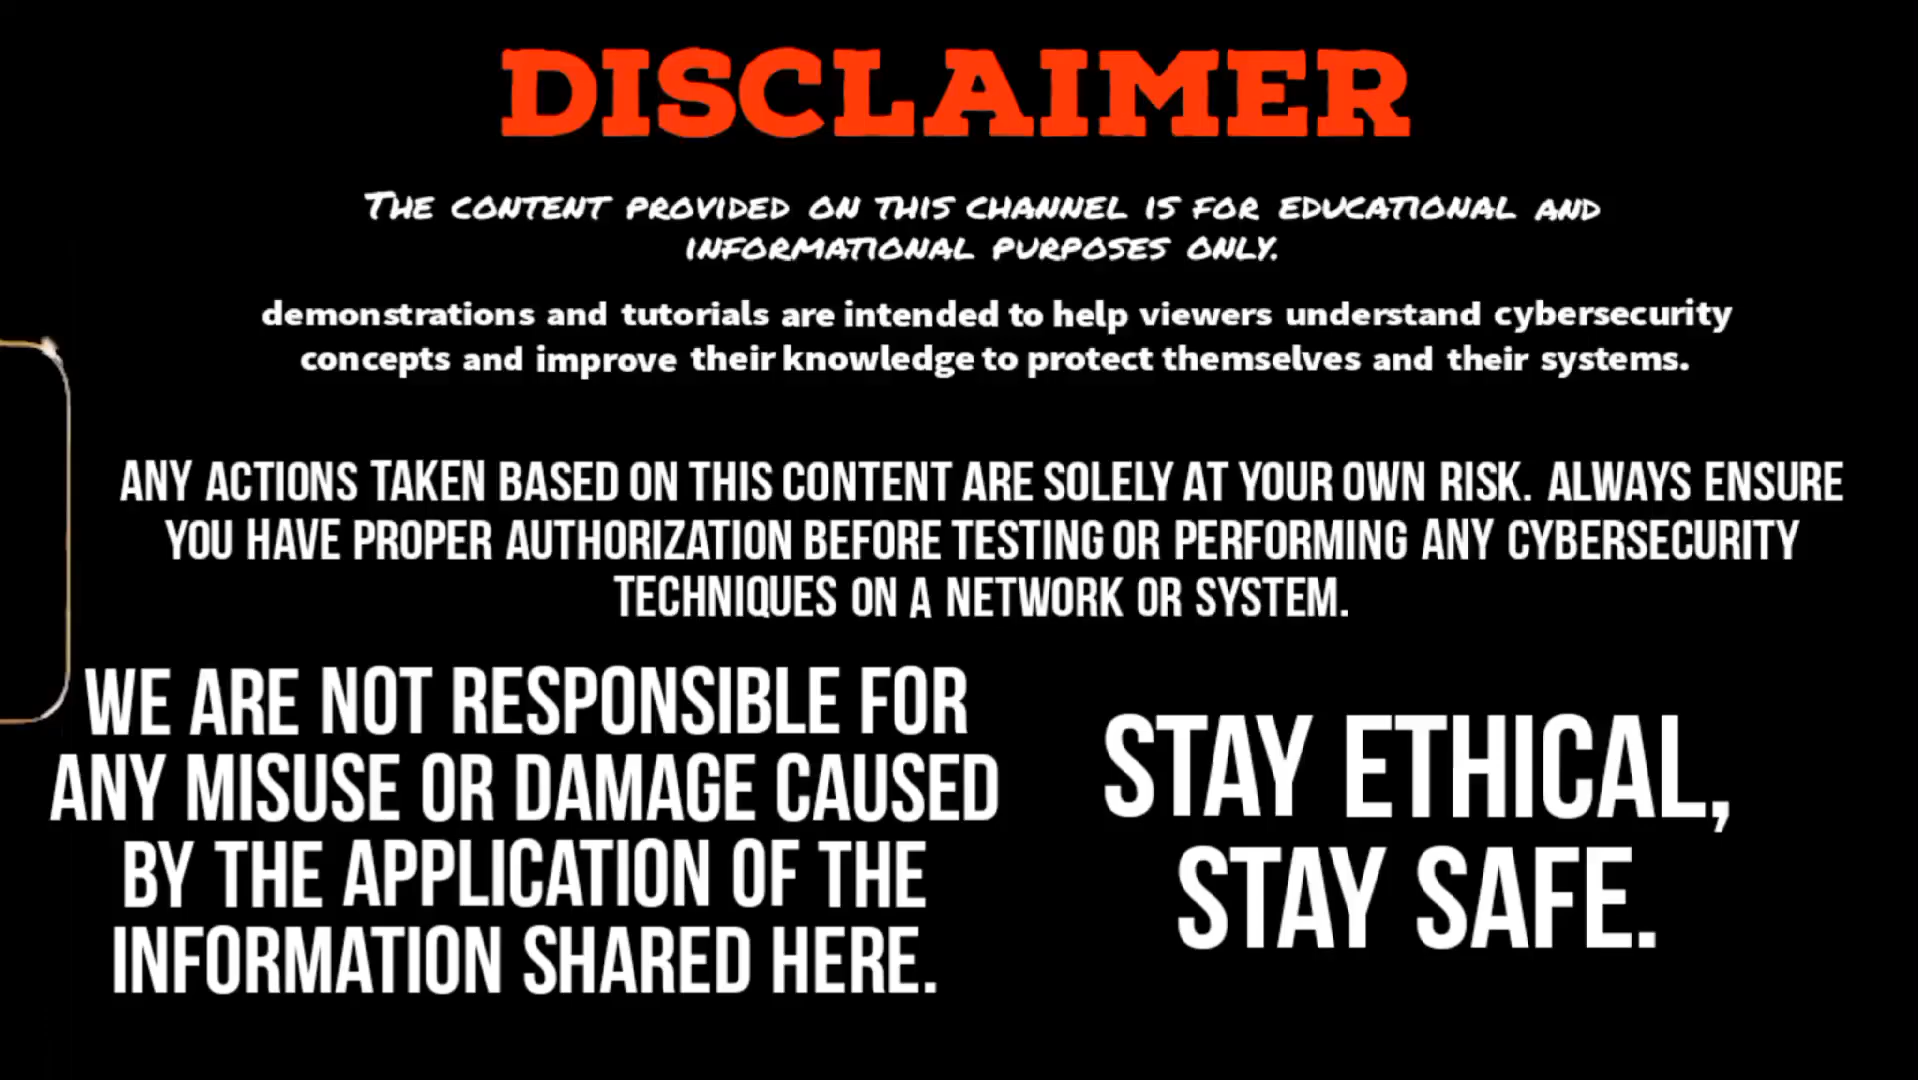 DISCLAIMER
THE CONTENT PROVIDED ON THIS CHANNEL IS FOR EDUCATIONAL AND
INFORMATIONAL PURPOSES ONLY.
demonstrations and tutorials are intended to help viewers understand cybersecurity
concepts and improve their knowledge to protect themselves and their systems.
ANY ACTIONS TAKEN BASED ON THIS CONTENT ARE SOLELY AT YOUR OWN RISK. ALWAYS ENSURE
YOU HAVE PROPER AUTHORIZATION BEFORE TESTING OR PERFORMING ANY CYBERSECURITY
TECHNIQUES ON A NETWORK OR SYSTEM.
WE ARE NOT RESPONSIBLE FOR
ANY MISUSE OR DAMAGE CAUSED
BY THE APPLICATION OF THE
INFORMATION SHARED HERE.
STAY ETHICAL,
STAY SAFE.